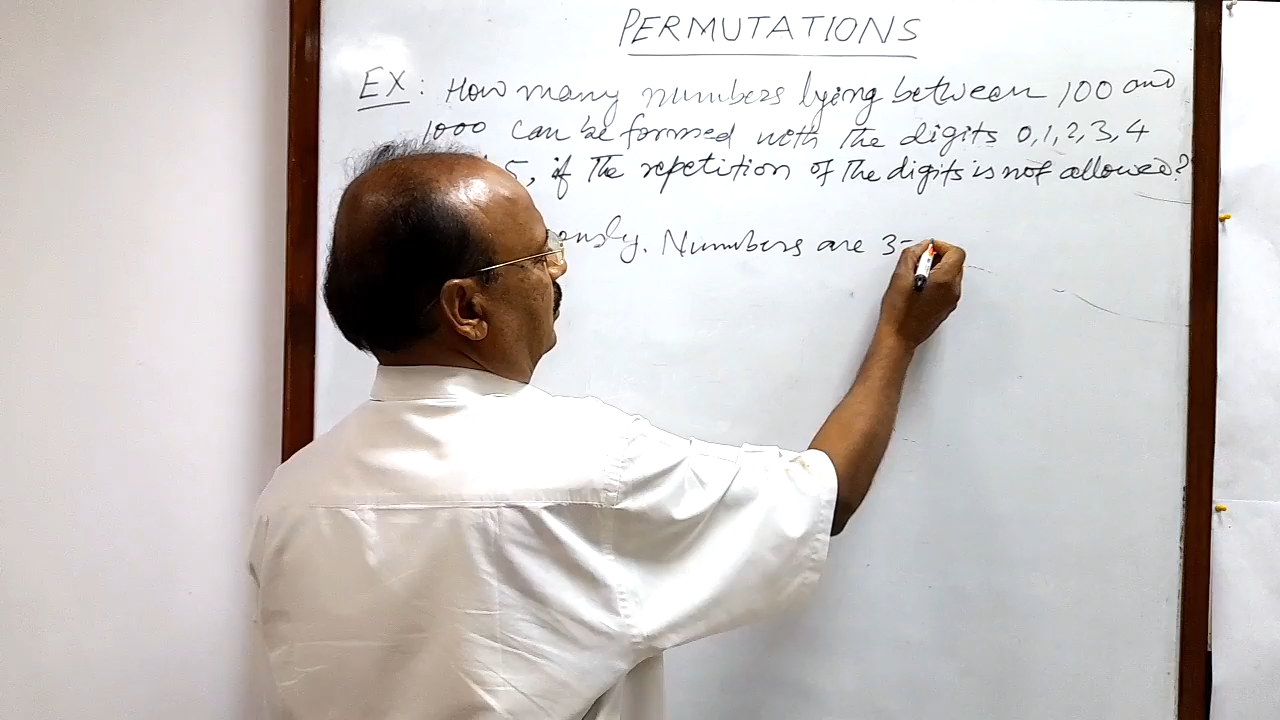 PERMUTATIONS
EX: How many numbers lying between 100 and
1000 can be formed with the digits 0,1,2,3,4
5, if the repetition of the digits is not allowed?
Numbers are 3-